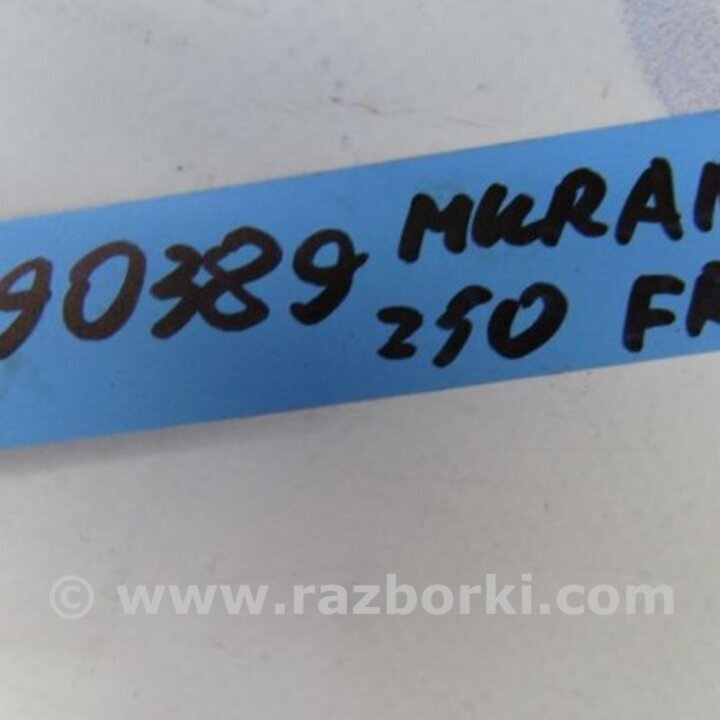 90389 MURAN
250 FR
© www.razborki.com